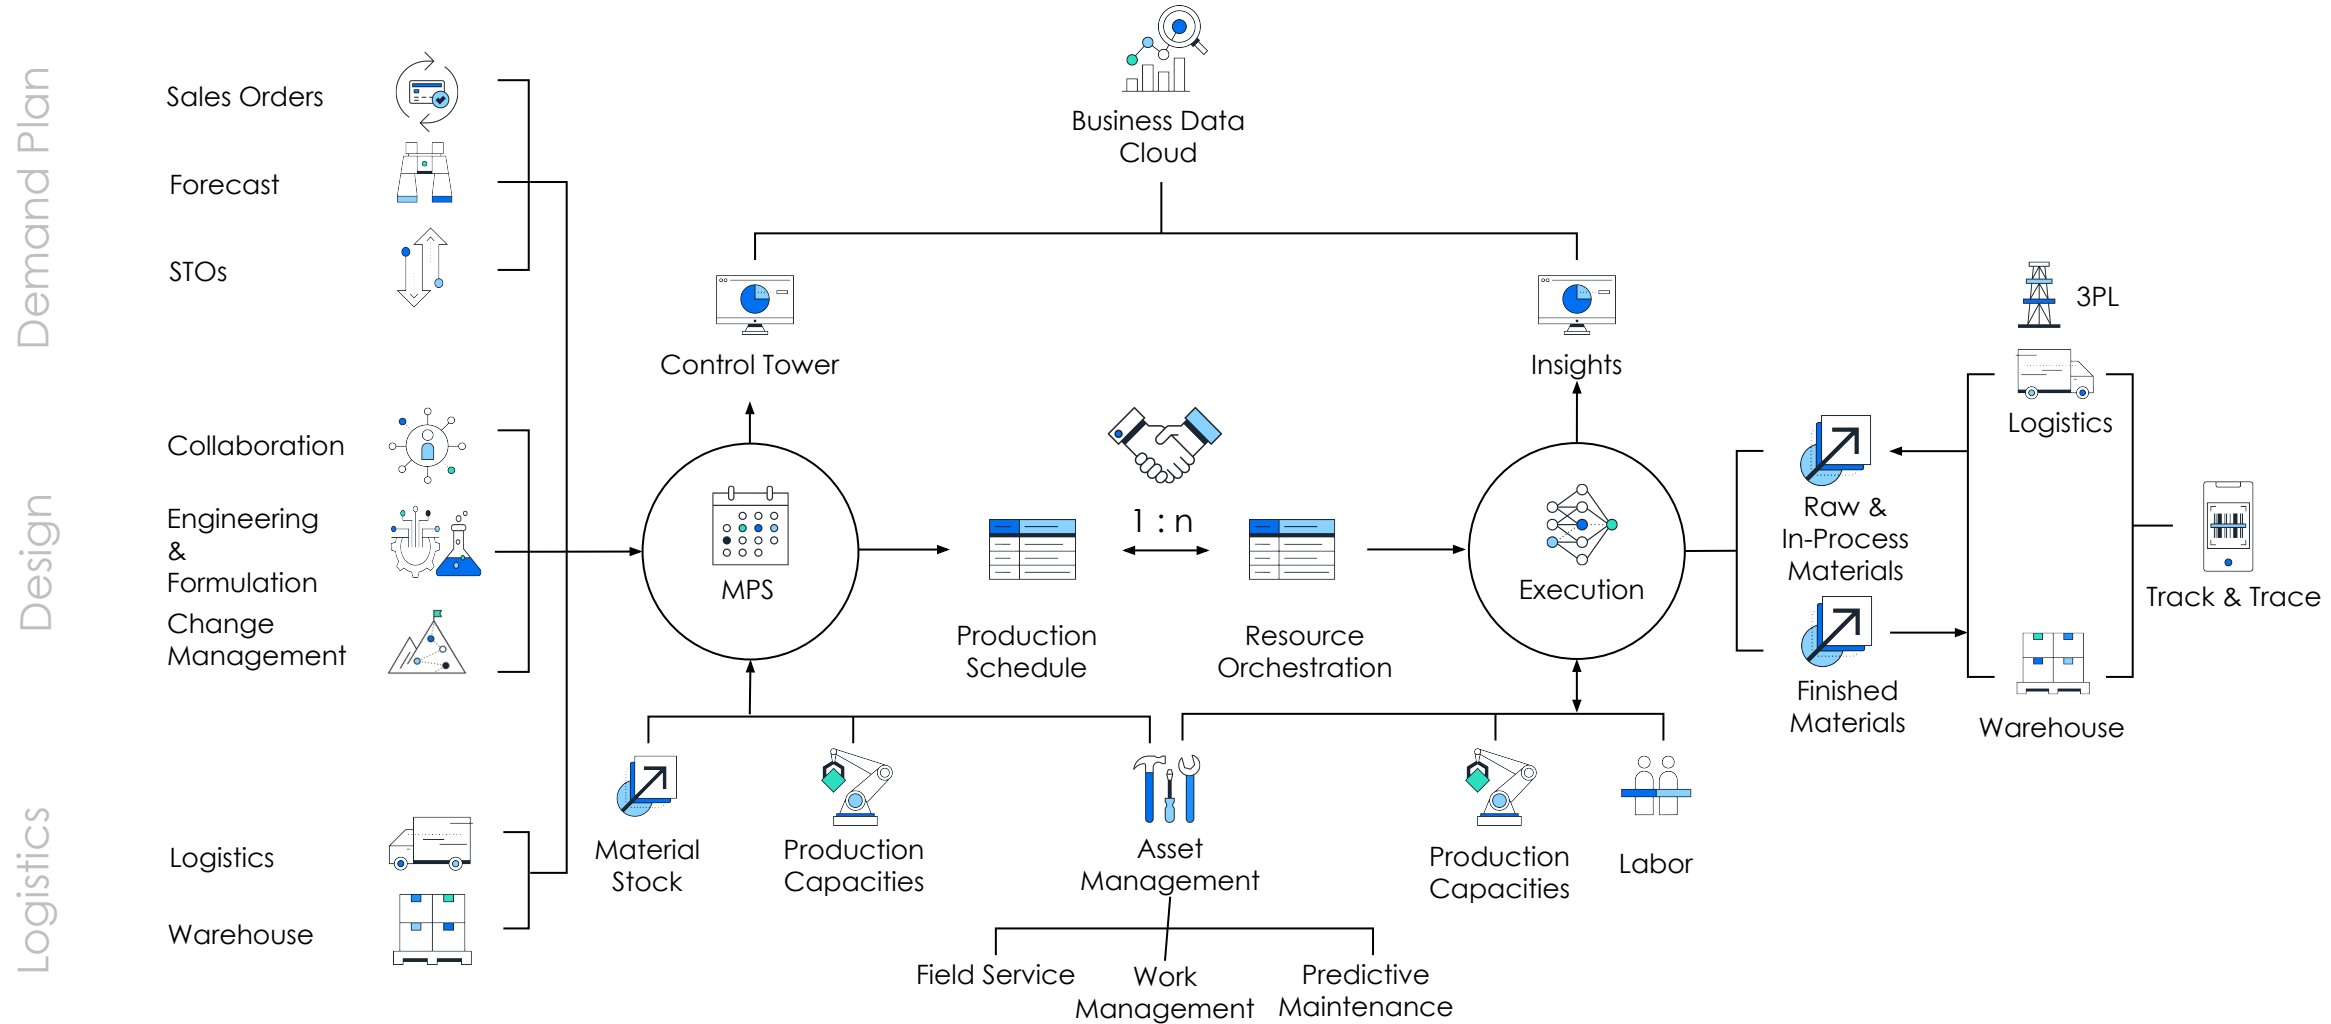 Demand Plan
Sales Orders
Forecast
STOs
Design
Collaboration
Engineering
&
Formulation
Change
Management
Logistics
Logistics
Warehouse
Business Data
Cloud
Control Tower
Insights
MPS
Production
Schedule
1 : n
Resource
Orchestration
Execution
Material
Stock
Production
Capacities
Asset
Management
Production
Capacities
Labor
Field Service
Work
Management
Predictive
Maintenance
Raw &
In-Process
Materials
Finished
Materials
3PL
Logistics
Warehouse
Track & Trace